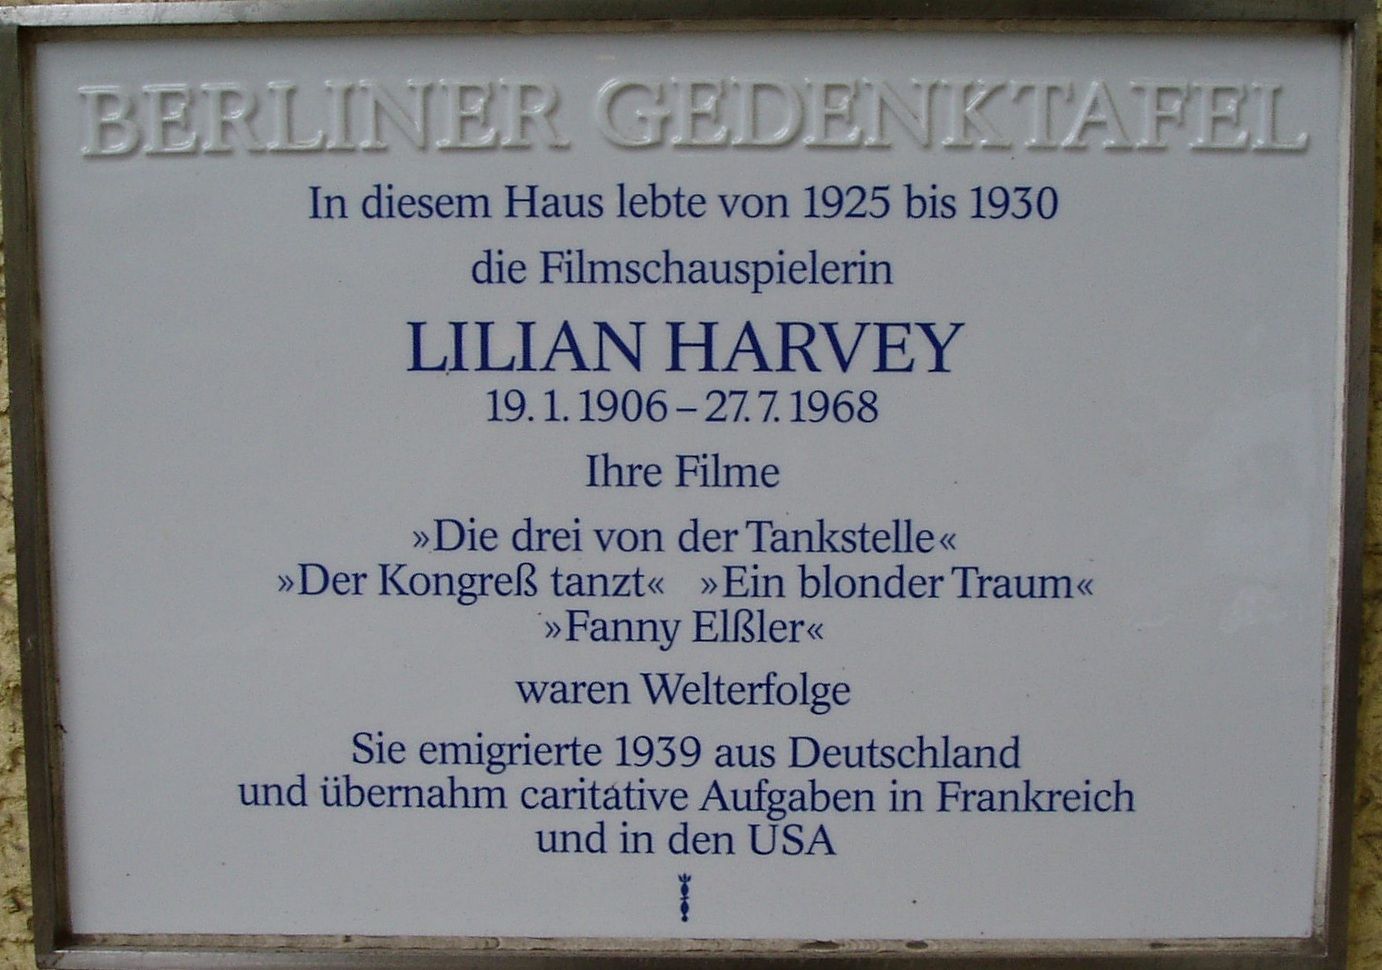 BERLINER GEDENKTAFEL
In diesem Haus lebte von 1925 bis 1930
die Filmschauspielerin
LILIAN HARVEY
19.1.1906 – 27.7.1968
Ihre Filme
»Die drei von der Tankstelle«
»Der Kongreß tanzt« »Ein blonder Traum«
»Fanny Elßler«
waren Welterfolge
Sie emigrierte 1939 aus Deutschland
und übernahm caritative Aufgaben in Frankreich
und in den USA